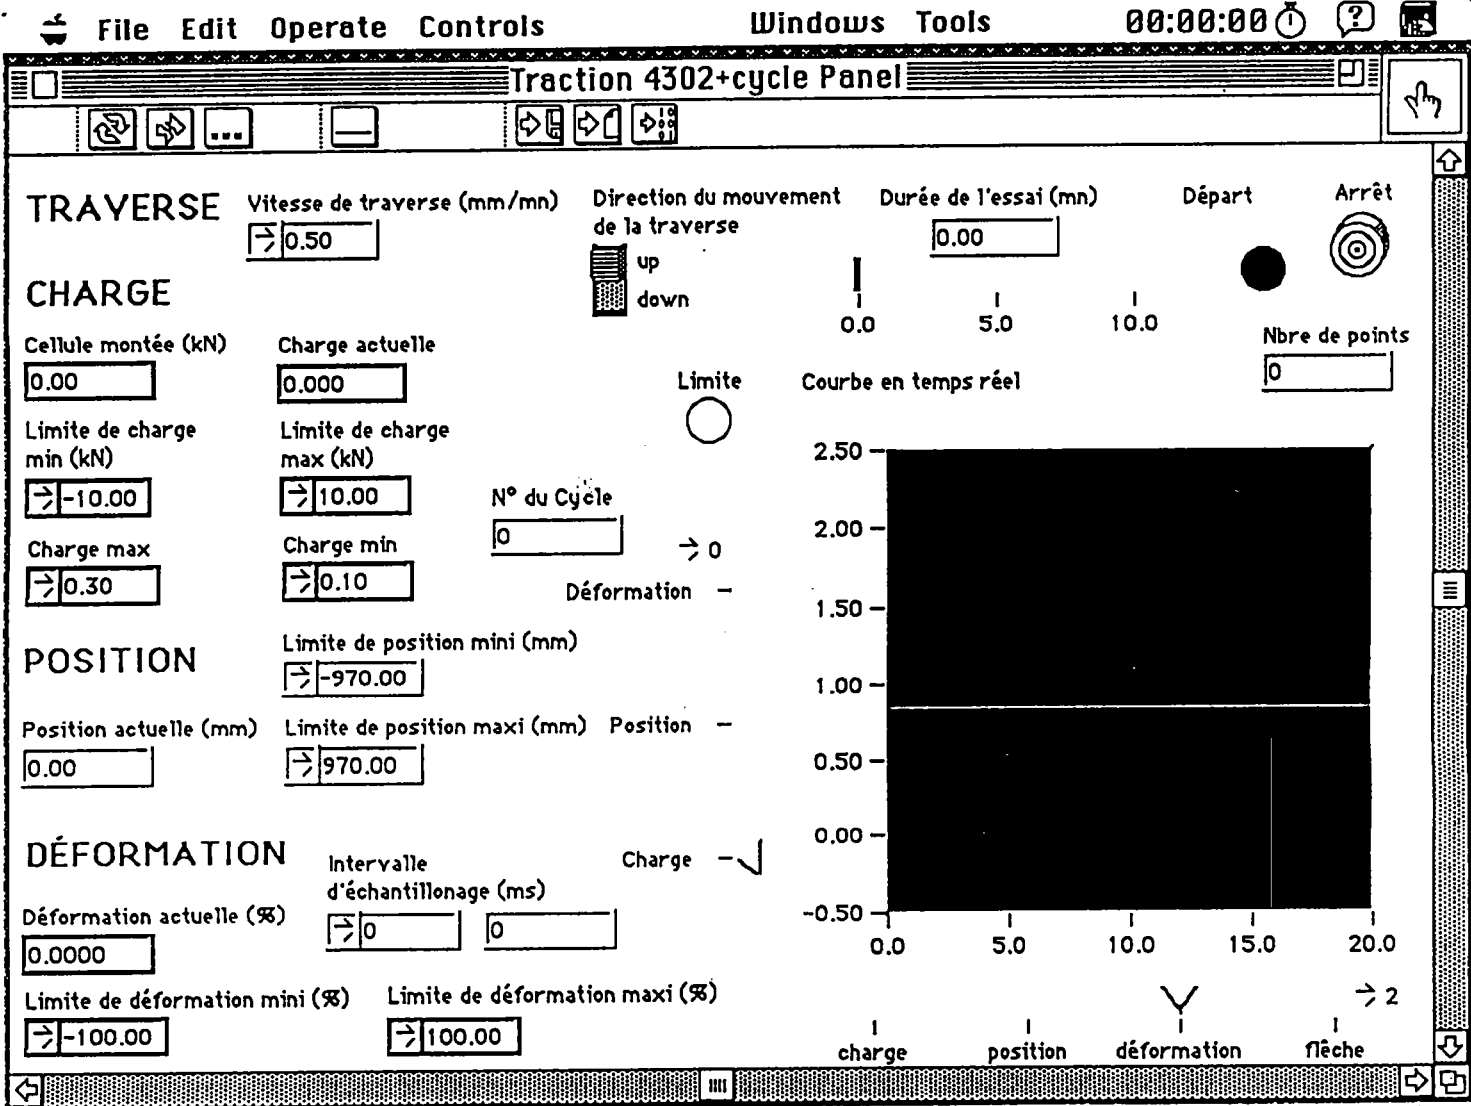 File Edit Operate Controls Windows Tools 00:00:00 ?
Traction 4302+cycle Panel
...
TRAVERSE
Vitesse de traverse (mm/mn)
0.50
Direction du mouvement
de la traverse
up
down
Durée de l'essai (mn)
0.00
0.0 5.0 10.0
Départ
Arrêt
Nbre de points
0
CHARGE
Cellule montée (kN)
0.00
Charge actuelle
0.000
Limite
Limite de charge
min (kN)
-10.00
Limite de charge
max (kN)
10.00
N° du Cycle
0
Charge max
0.30
Charge min
0.10
0
Déformation
Position
Charge
POSITION
Limite de position mini (mm)
-970.00
Position actuelle (mm)
0.00
Limite de position maxi (mm)
970.00
DÉFORMATION
Intervalle
d'échantillonage (ms)
0
0
Déformation actuelle (%)
0.0000
Limite de déformation mini (%)
-100.00
Limite de déformation maxi (%)
100.00
Courbe en temps réel
2.50
2.00
1.50
1.00
0.50
0.00
-0.50
0.0 5.0 10.0 15.0 20.0
2
charge position déformation flèche